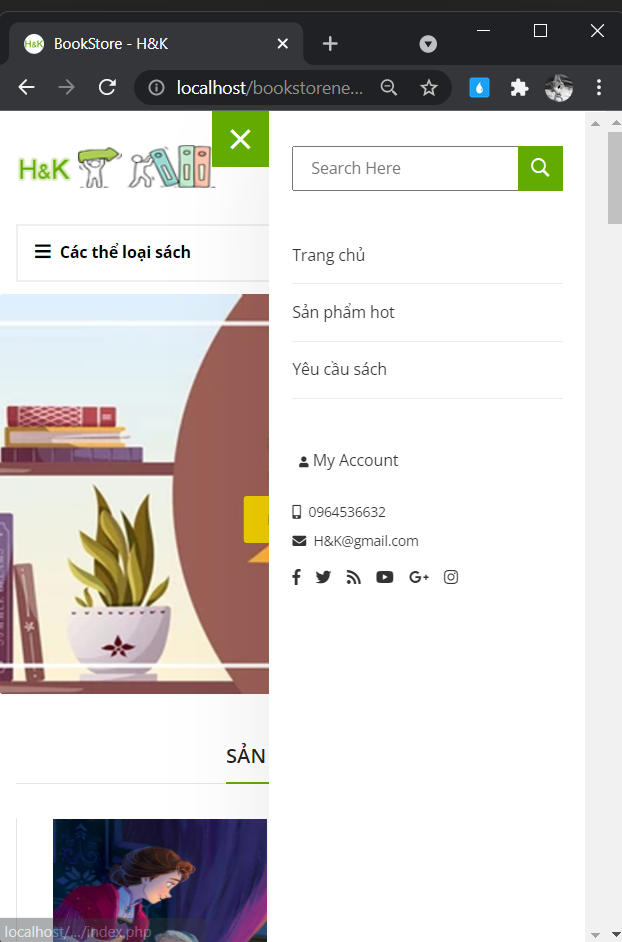 BookStore - H&K
localhost/bookstorene...
H&K
Search Here
Các thể loại sách
Trang chủ
Sản phẩm hot
Yêu cầu sách
My Account
0964536632
H&K@gmail.com
SẢN
localhost/.../index.php